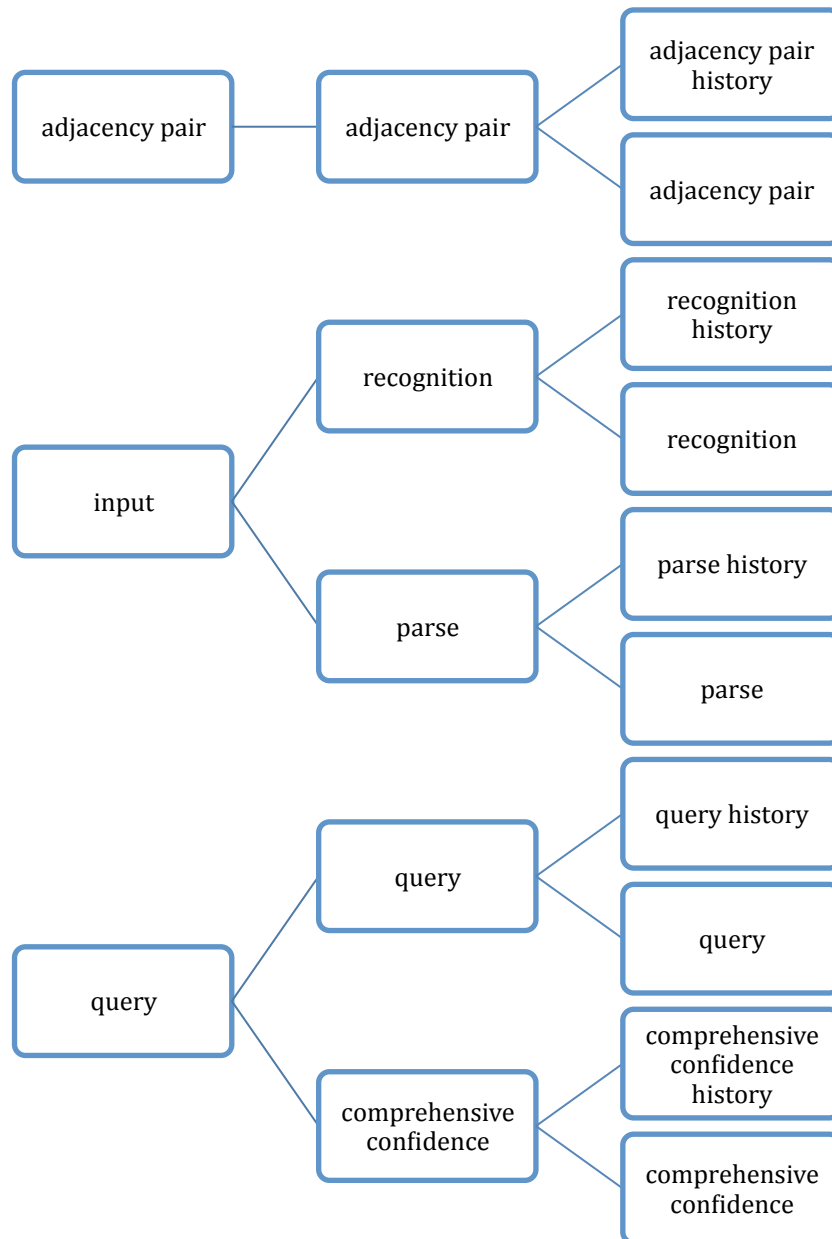 adjacency pair
adjacency pair
adjacency pair
history
adjacency pair
input
recognition
recognition
history
recognition
parse
parse history
parse
query
query
query history
query
comprehensive
confidence
comprehensive
confidence
history
comprehensive
confidence